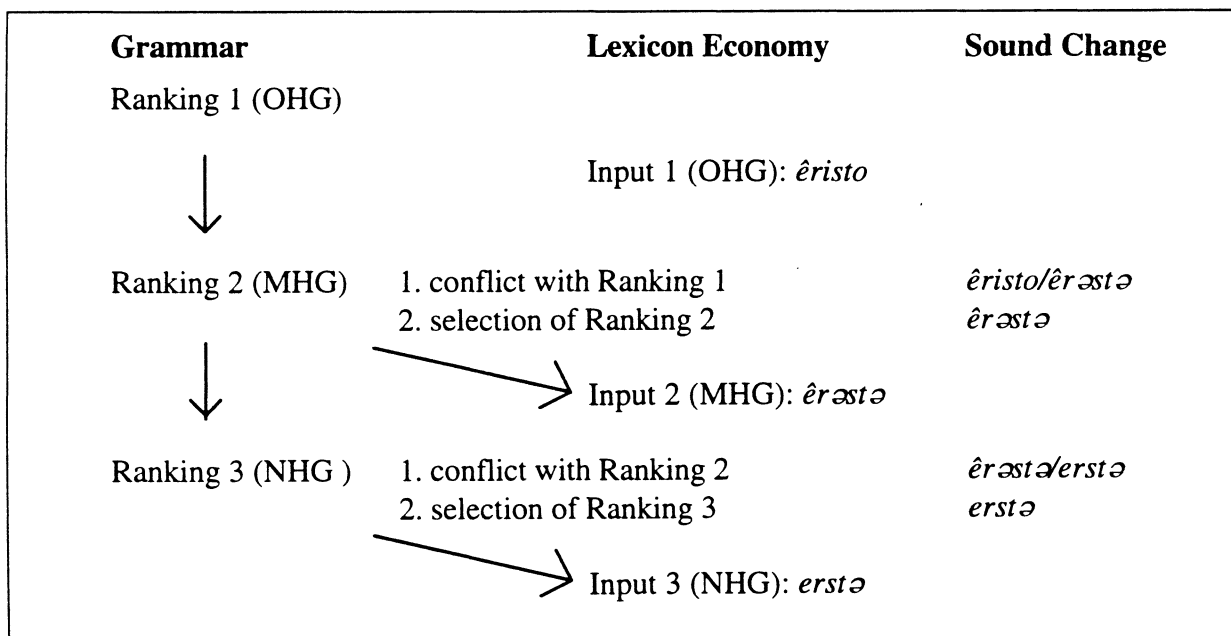 Grammar Lexicon Economy Sound Change
Ranking 1 (OHG)
Input 1 (OHG): êristo
Ranking 2 (MHG) 1. conflict with Ranking 1 êristo/êrəstə
2. selection of Ranking 2 êrəstə
Input 2 (MHG): êrəstə
Ranking 3 (NHG ) 1. conflict with Ranking 2 êrəstə/erstə
2. selection of Ranking 3 erstə
Input 3 (NHG): erstə